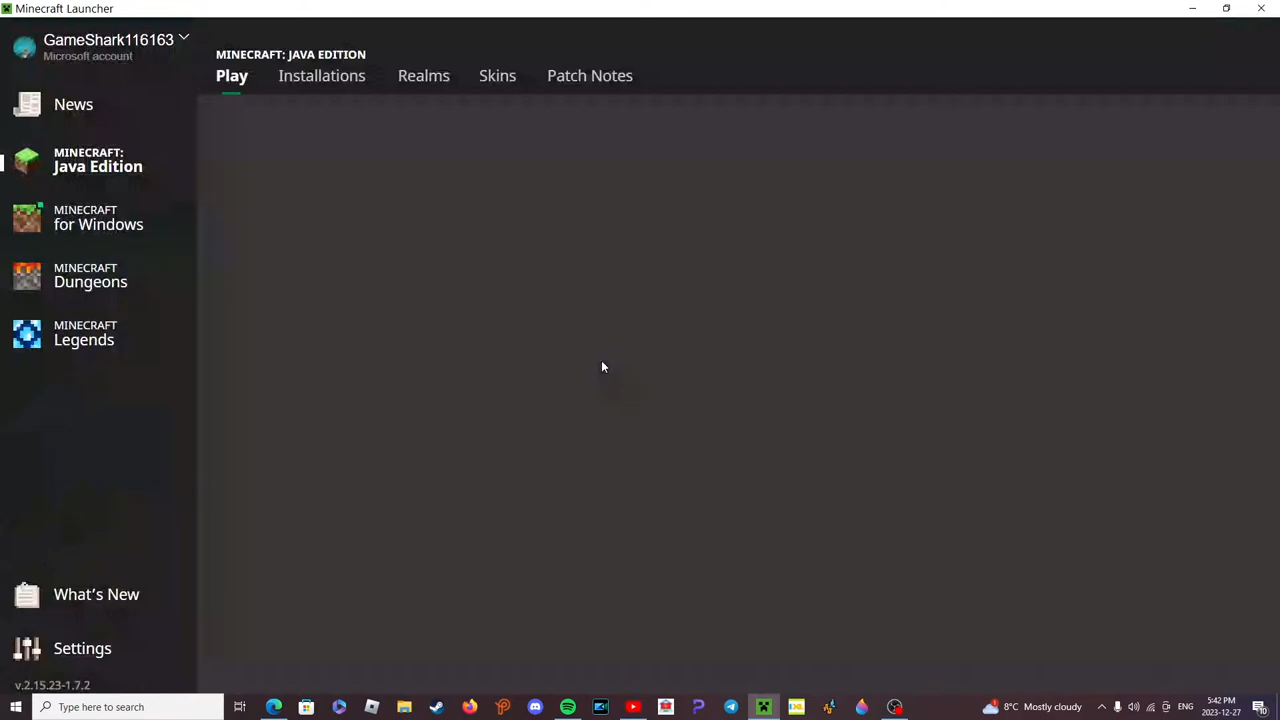 Minecraft Launcher
GameShark116163
Microsoft account
News
MINECRAFT:
Java Edition
MINECRAFT
for Windows
MINECRAFT
Dungeons
MINECRAFT
Legends
What's New
Settings
v.2.15.23-1.7.2
MINECRAFT: JAVA EDITION
Play Installations Realms Skins Patch Notes
Type here to search
8°C Mostly cloudy
ENG
5:42 PM
2023-12-27